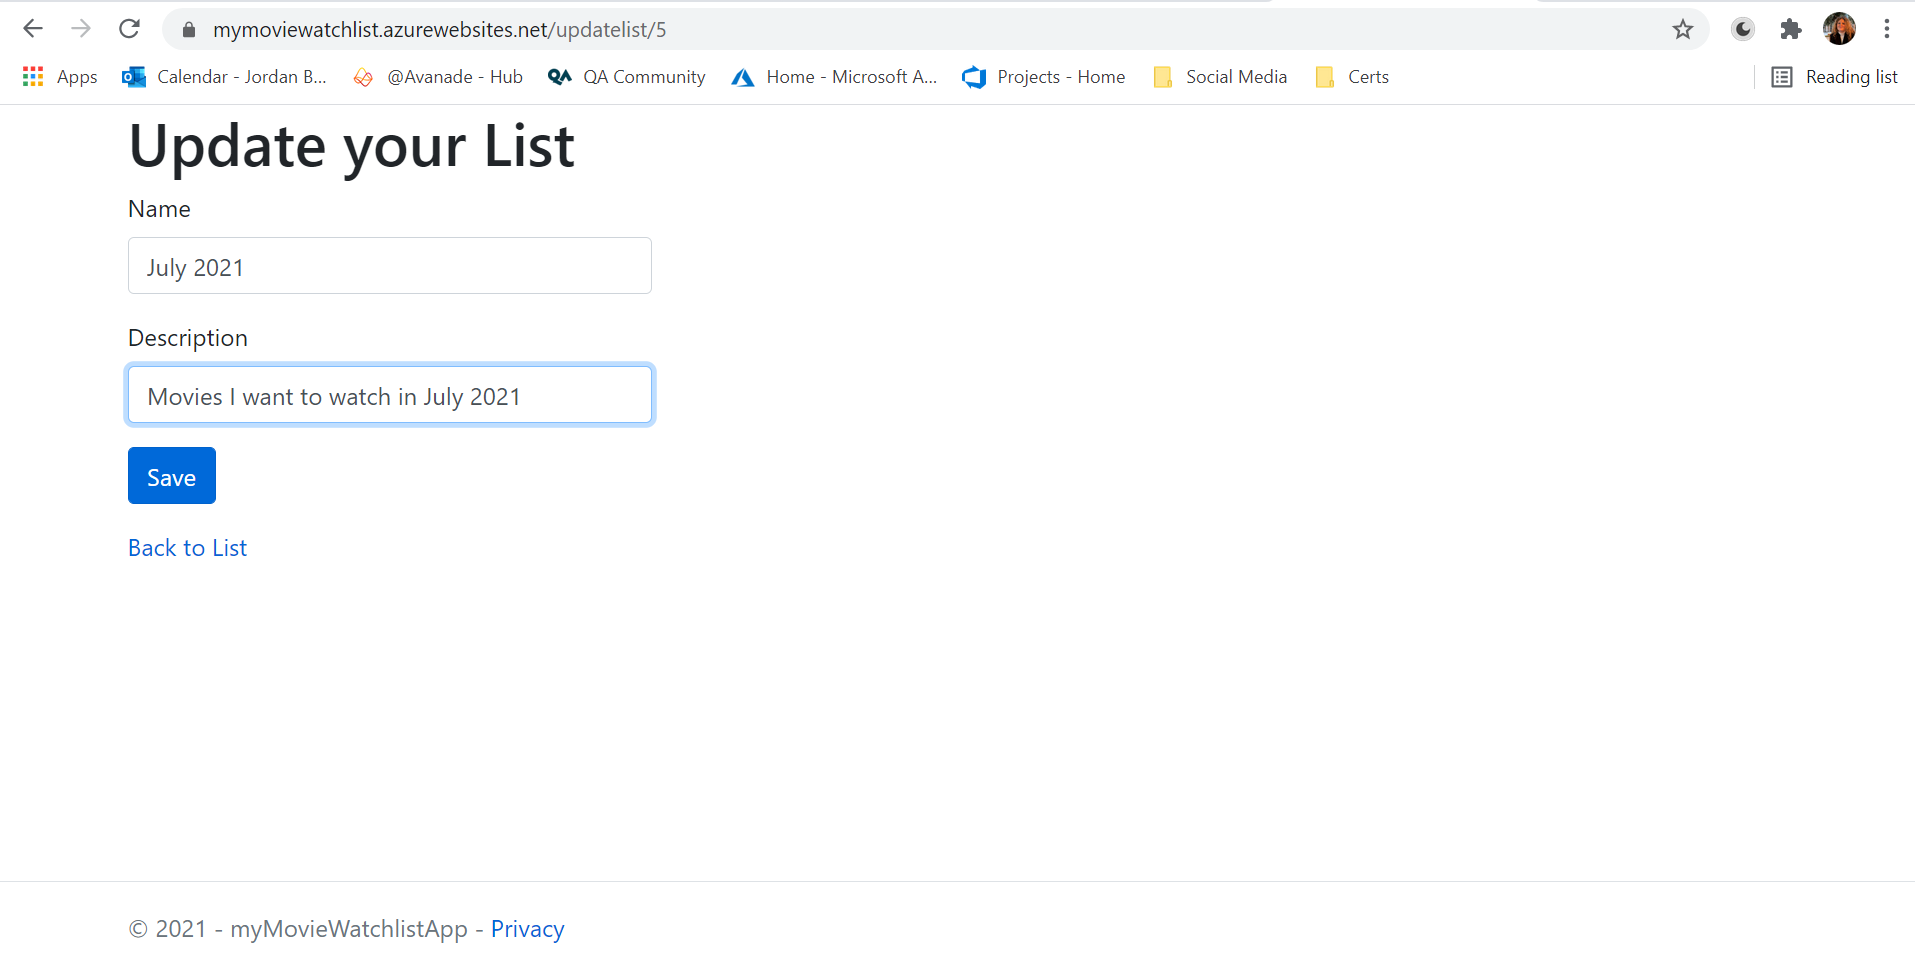 mymoviewatchlist.azurewebsites.net/updatelist/5
Apps Calendar - Jordan B... @Avanade - Hub QA QA Community Home - Microsoft A... Projects - Home Social Media Certs Reading list
Update your List
Name
July 2021
Description
Movies I want to watch in July 2021
Save
Back to List
© 2021 - myMovieWatchlistApp - Privacy